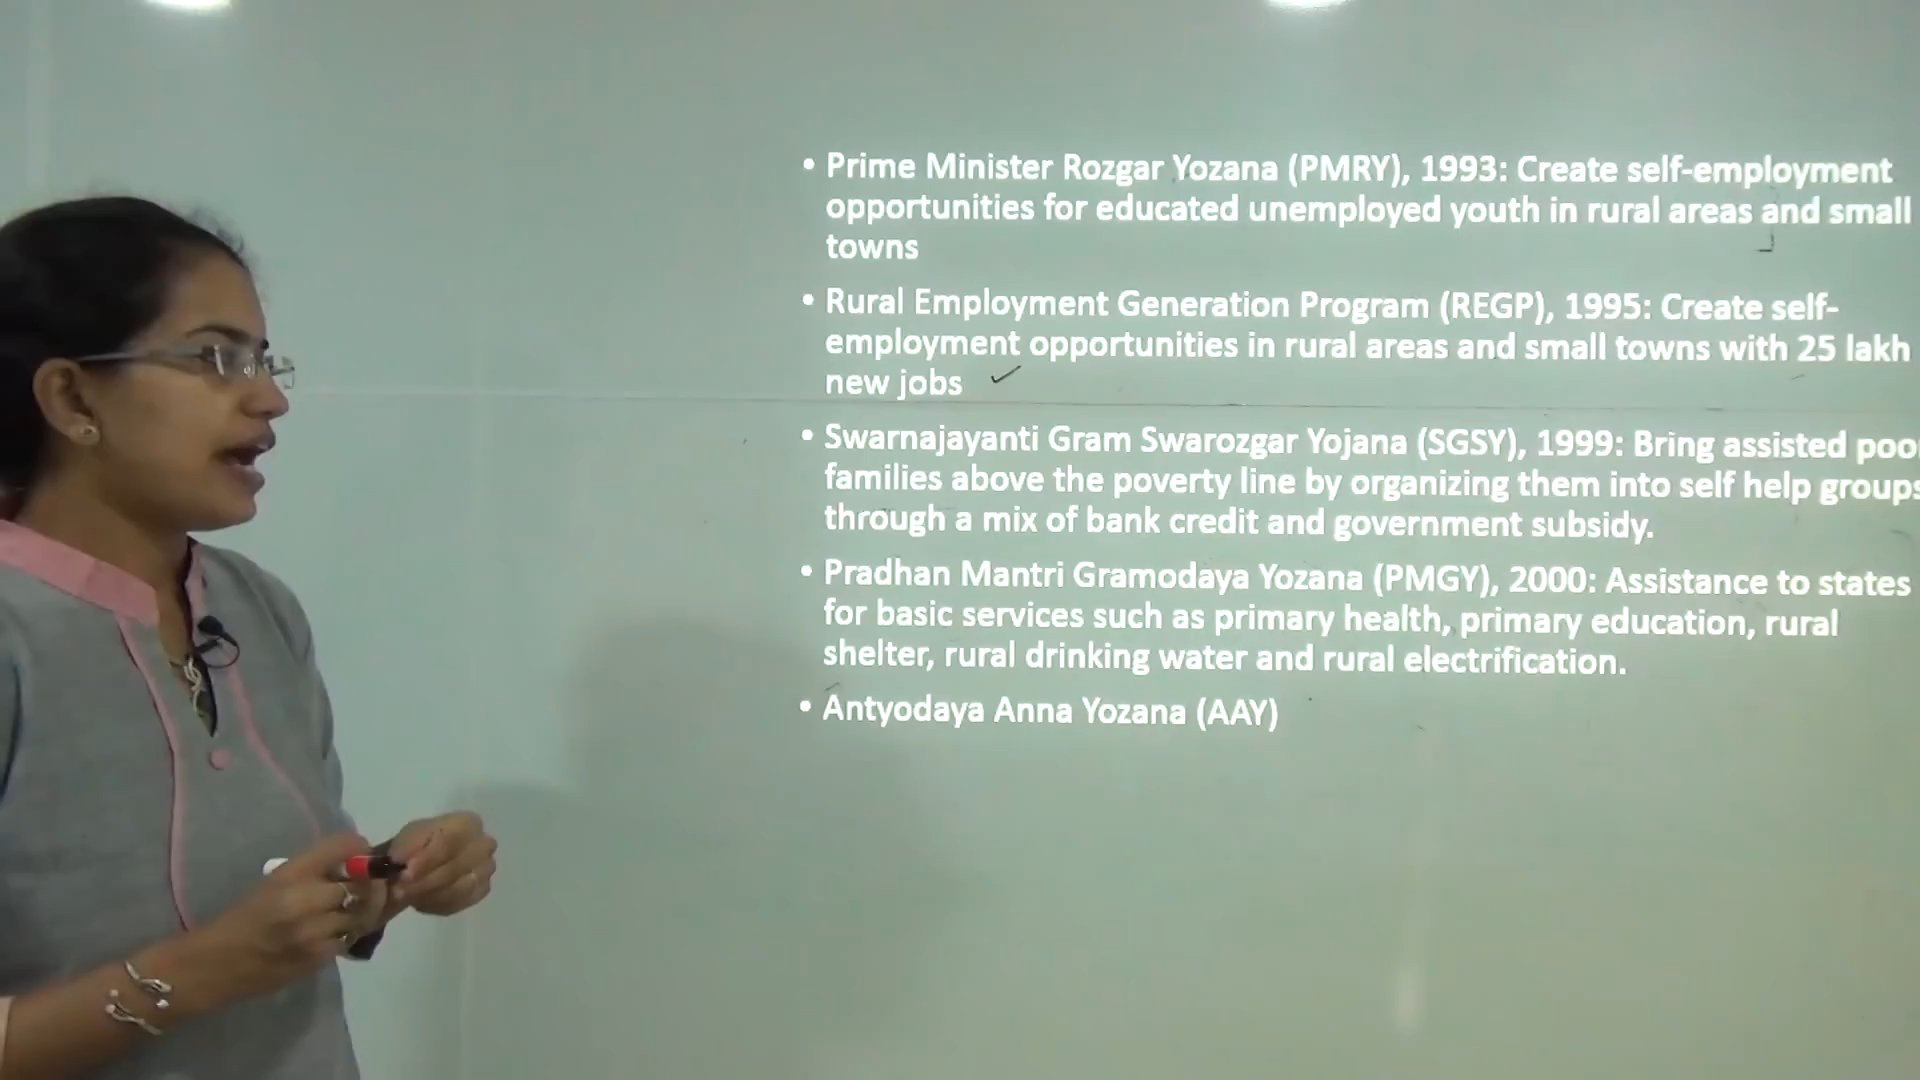 • Prime Minister Rozgar Yozana (PMRY), 1993: Create self-employment
opportunities for educated unemployed youth in rural areas and small
towns
• Rural Employment Generation Program (REGP), 1995: Create self-
employment opportunities in rural areas and small towns with 25 lakh
new jobs
• Swarnajayanti Gram Swarozgar Yojana (SGSY), 1999: Bring assisted poor
families above the poverty line by organizing them into self help groups
through a mix of bank credit and government subsidy.
• Pradhan Mantri Gramodaya Yozana (PMGY), 2000: Assistance to states
for basic services such as primary health, primary education, rural
shelter, rural drinking water and rural electrification.
• Antyodaya Anna Yozana (AAY)